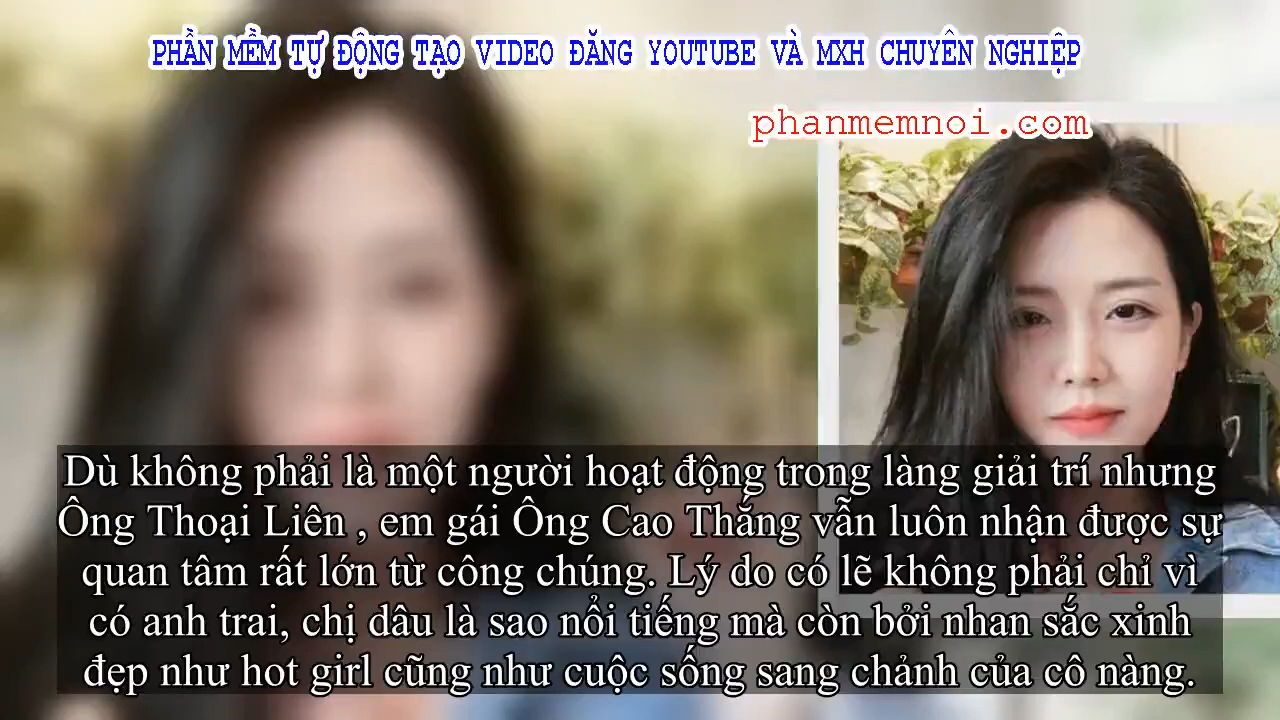 PHẦN MỀM TỰ ĐỘNG TẠO VIDEO ĐĂNG YOUTUBE VÀ MXH CHUYÊN NGHIỆP
phanmemnoi.com
Dù không phải là một người hoạt động trong làng giải trí nhưng
Ông Thoại Liên , em gái Ông Cao Thắng vẫn luôn nhận được sự
quan tâm rất lớn từ công chúng. Lý do có lẽ không phải chỉ vì
có anh trai, chị dâu là sao nổi tiếng mà còn bởi nhan sắc xinh
đẹp như hot girl cũng như cuộc sống sang chảnh của cô nàng.